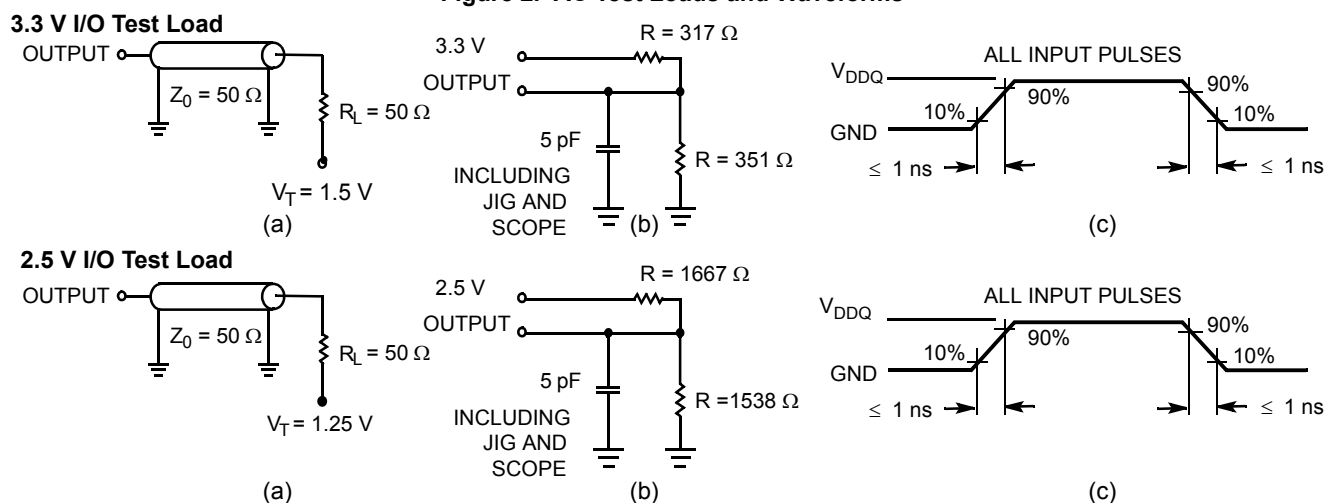 3.3 V I/O Test Load
OUTPUT
Z0 = 50 Ω
RL = 50 Ω
VT = 1.5 V
(a)
R = 317 Ω
3.3 V
OUTPUT
5 pF
R = 351 Ω
INCLUDING
JIG AND
SCOPE
(b)
ALL INPUT PULSES
VDDQ
GND
10%
90%
90%
10%
≤ 1 ns
≤ 1 ns
(c)
2.5 V I/O Test Load
OUTPUT
Z0 = 50 Ω
RL = 50 Ω
VT = 1.25 V
(a)
R = 1667 Ω
2.5 V
OUTPUT
5 pF
R =1538 Ω
INCLUDING
JIG AND
SCOPE
(b)
ALL INPUT PULSES
VDDQ
GND
10%
90%
90%
10%
≤ 1 ns
≤ 1 ns
(c)